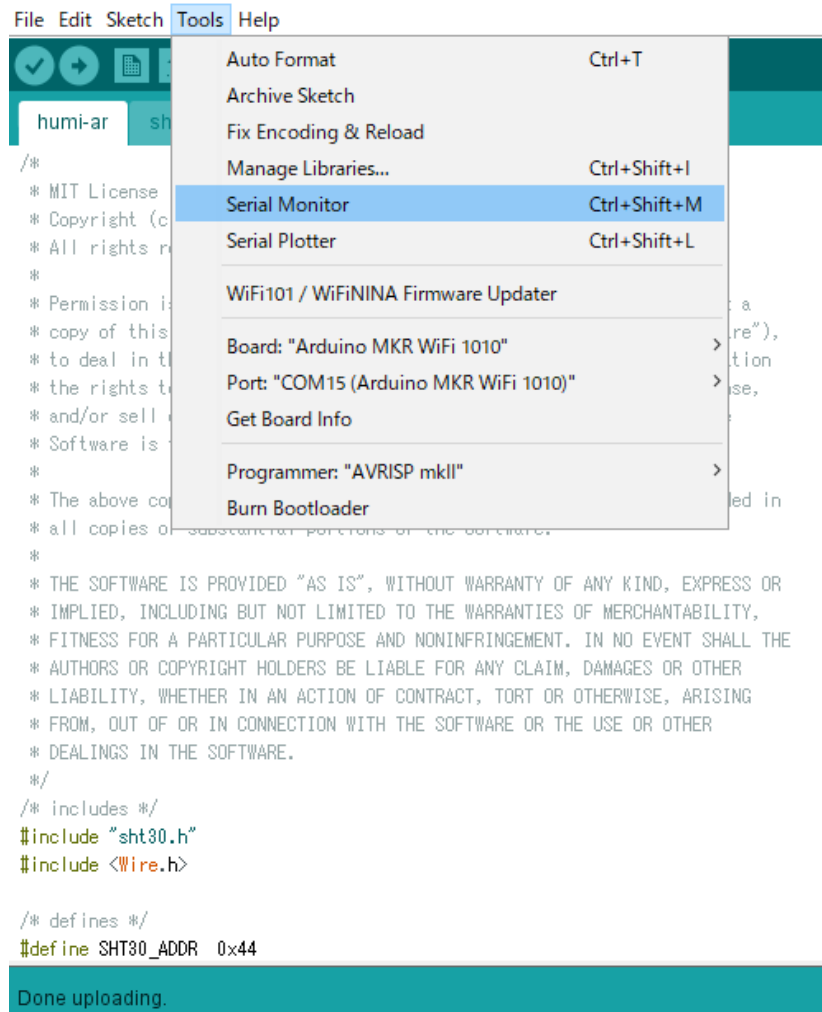 File Edit Sketch Tools Help
Auto Format Ctrl+T
Archive Sketch
humi-ar sh
Fix Encoding & Reload
/*
Manage Libraries... Ctrl+Shift+I
* MIT License
Serial Monitor Ctrl+Shift+M
* Copyright (c
* All rights r
Serial Plotter Ctrl+Shift+L
*
WiFi101 / WiFiNINA Firmware Updater
* Permission i a
* copy of this re"),
Board: "Arduino MKR WiFi 1010" >
* to deal in t tion
Port: "COM15 (Arduino MKR WiFi 1010)" >
* the rights t se,
* and/or sell
Get Board Info
* Software is
*
Programmer: "AVRISP mkII" >
* The above co ed in
Burn Bootloader
* all copies or substantial portions of the Software.
*
* THE SOFTWARE IS PROVIDED "AS IS", WITHOUT WARRANTY OF ANY KIND, EXPRESS OR
* IMPLIED, INCLUDING BUT NOT LIMITED TO THE WARRANTIES OF MERCHANTABILITY,
* FITNESS FOR A PARTICULAR PURPOSE AND NONINFRINGEMENT. IN NO EVENT SHALL THE
* AUTHORS OR COPYRIGHT HOLDERS BE LIABLE FOR ANY CLAIM, DAMAGES OR OTHER
* LIABILITY, WHETHER IN AN ACTION OF CONTRACT, TORT OR OTHERWISE, ARISING
* FROM, OUT OF OR IN CONNECTION WITH THE SOFTWARE OR THE USE OR OTHER
* DEALINGS IN THE SOFTWARE.
*/
/* includes */
#include "sht30.h"
#include <Wire.h>
/* defines */
#define SHT30_ADDR 0x44
Done uploading.